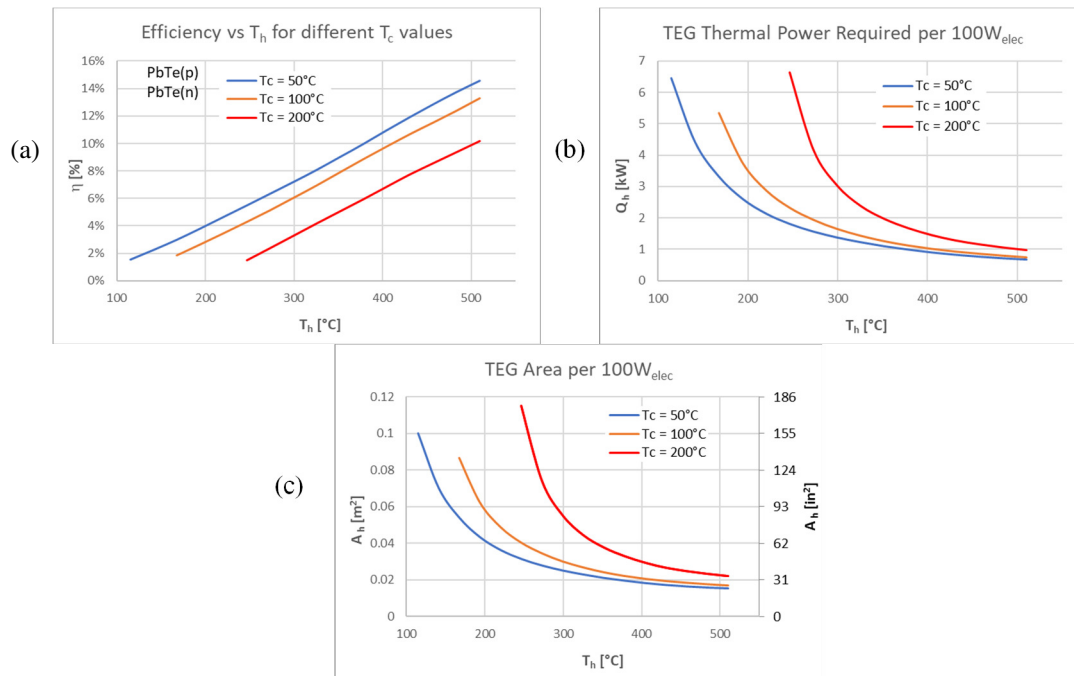 (a)
Efficiency vs Tₕ for different T꜀ values
PbTe(p)
PbTe(n)
Tc = 50°C
Tc = 100°C
Tc = 200°C
16%
14%
12%
10%
8%
6%
4%
2%
0%
η [%]
100 200 300 400 500
Tₕ [°C]
(b)
TEG Thermal Power Required per 100Wₑₗₑ꜀
Tc = 50°C
Tc = 100°C
Tc = 200°C
7
6
5
4
3
2
1
0
Qₕ [kW]
100 200 300 400 500
Tₕ [°C]
(c)
TEG Area per 100Wₑₗₑ꜀
Tc = 50°C
Tc = 100°C
Tc = 200°C
0.12
0.1
0.08
0.06
0.04
0.02
0
Aₕ [m²]
186
155
124
93
62
31
0
Aₕ [in²]
100 200 300 400 500
Tₕ [°C]